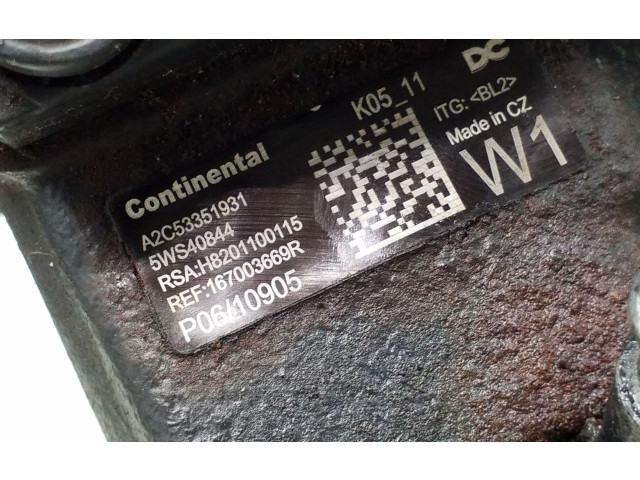 Continental
A2C53351931
5WS40844
RSA:H8201100115
REF:167003669R
P06/10905
K05_11
DC
ITG: <BL2>
Made in CZ
W1